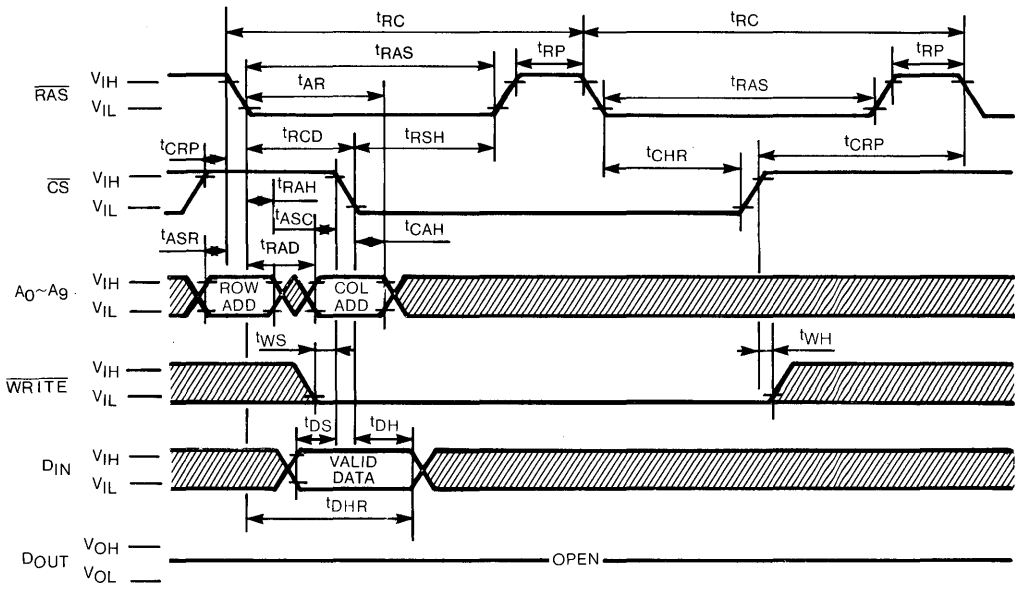 tRC tRC
tRAS tRP tRP
tAR tRAS
RAS VIH
VIL
tRCD tRSH
tCRP tCHR tCRP
CS VIH
VIL
tRAH
tASC tCAH
tASR tRAD
A0~A9 VIH
VIL
ROW ADD
COL ADD
tWS tWH
WRITE VIH
VIL
tDS tDH
DIN VIH
VIL
VALID DATA
tDHR
DOUT VOH
VOL
OPEN